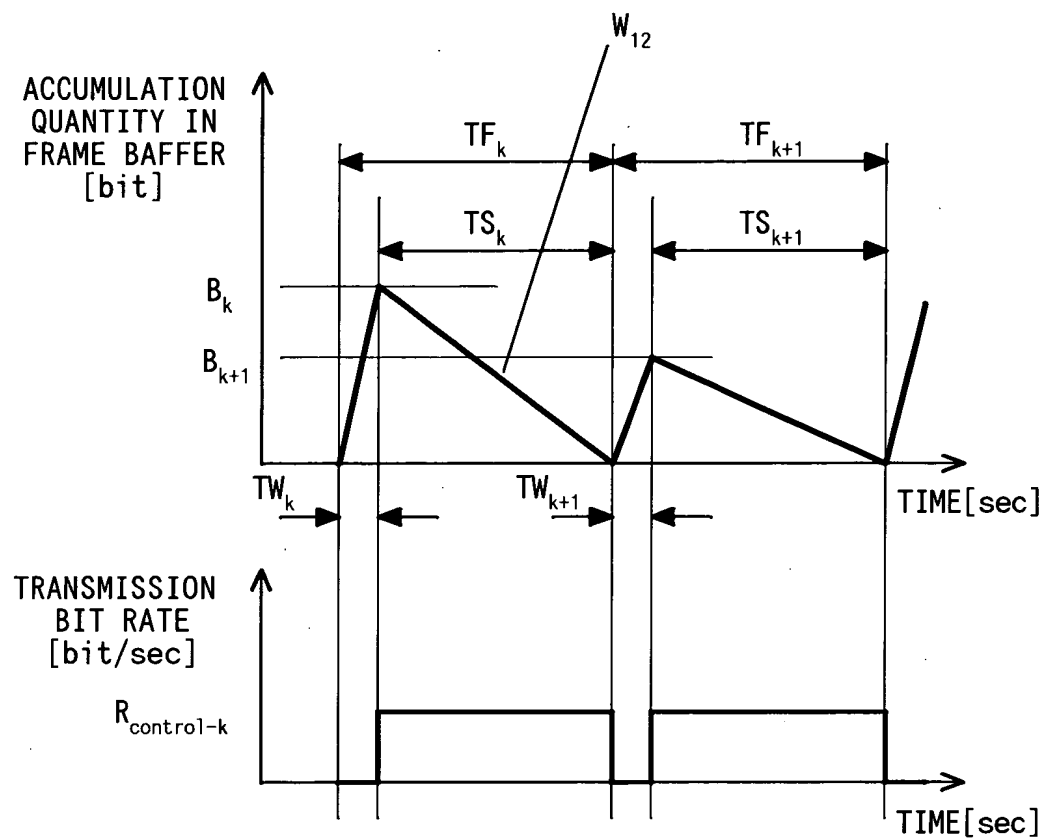 W12
ACCUMULATION
QUANTITY IN
FRAME BAFFER
[bit]
TFk
TFk+1
TSk
TSk+1
Bk
Bk+1
TWk
TWk+1
TIME[sec]
TRANSMISSION
BIT RATE
[bit/sec]
Rcontrol-k
TIME[sec]